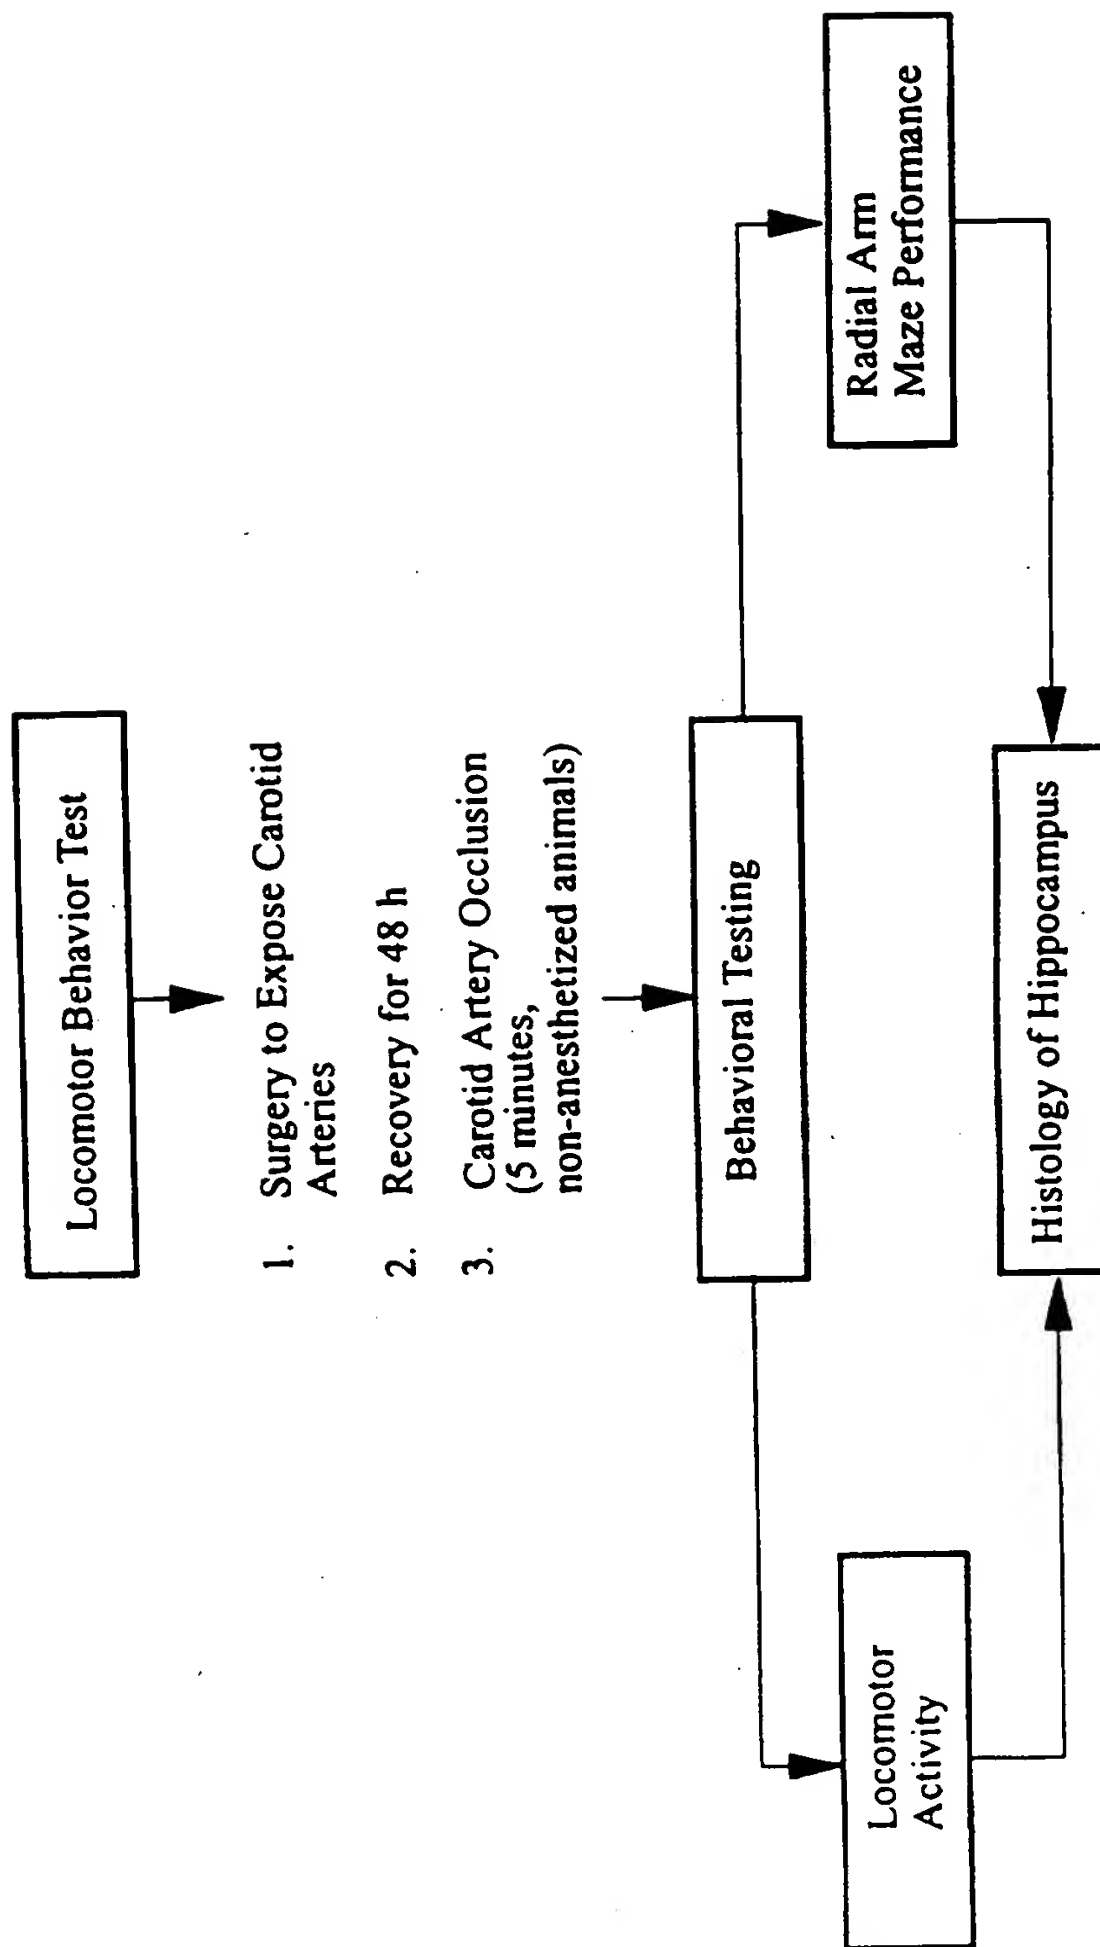 Locomotor Behavior Test
1. Surgery to Expose Carotid
Arteries
2. Recovery for 48 h
3. Carotid Artery Occlusion
(5 minutes,
non-anesthetized animals)
Behavioral Testing
Locomotor
Activity
Radial Arm
Maze Performance
Histology of Hippocampus